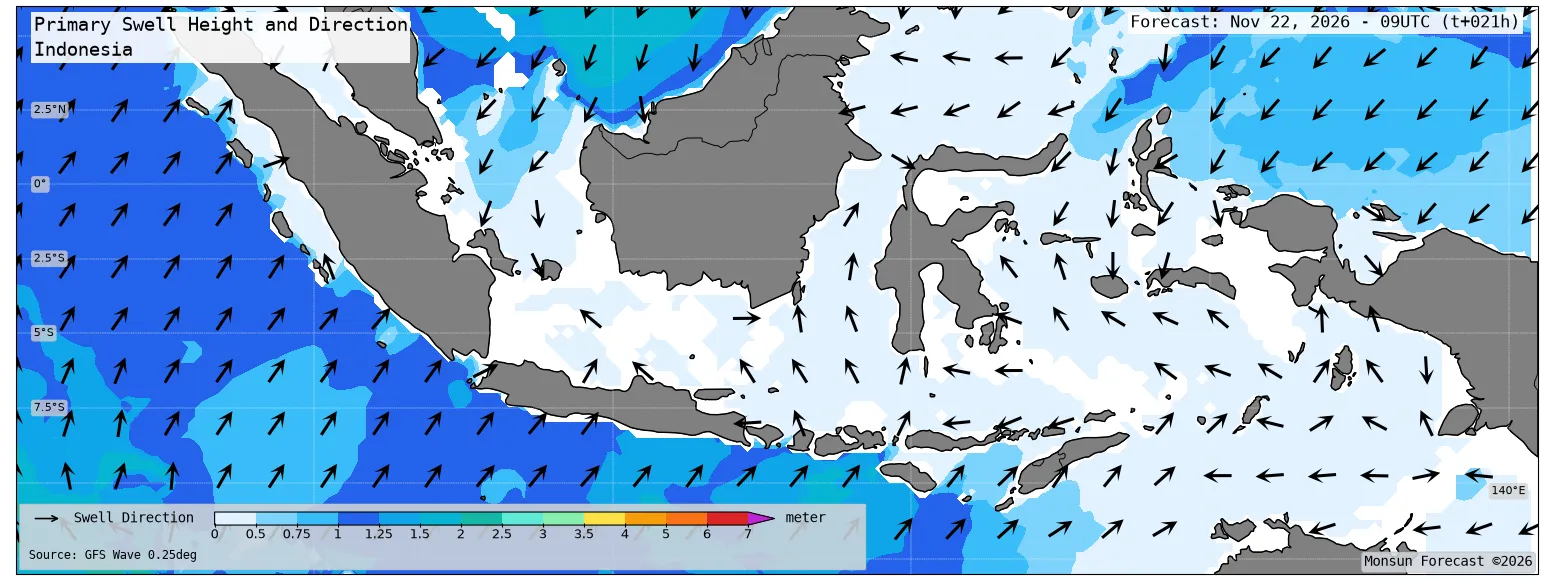 Primary Swell Height and Direction
Indonesia
Forecast: Nov 22, 2026 - 09UTC (t+021h)
2.5°N
0°
2.5°S
5°S
7.5°S
140°E
Swell Direction
0 0.5 0.75 1 1.25 1.5 2 2.5 3 3.5 4 5 6 7
meter
Source: GFS Wave 0.25deg
Monsun Forecast ©2026